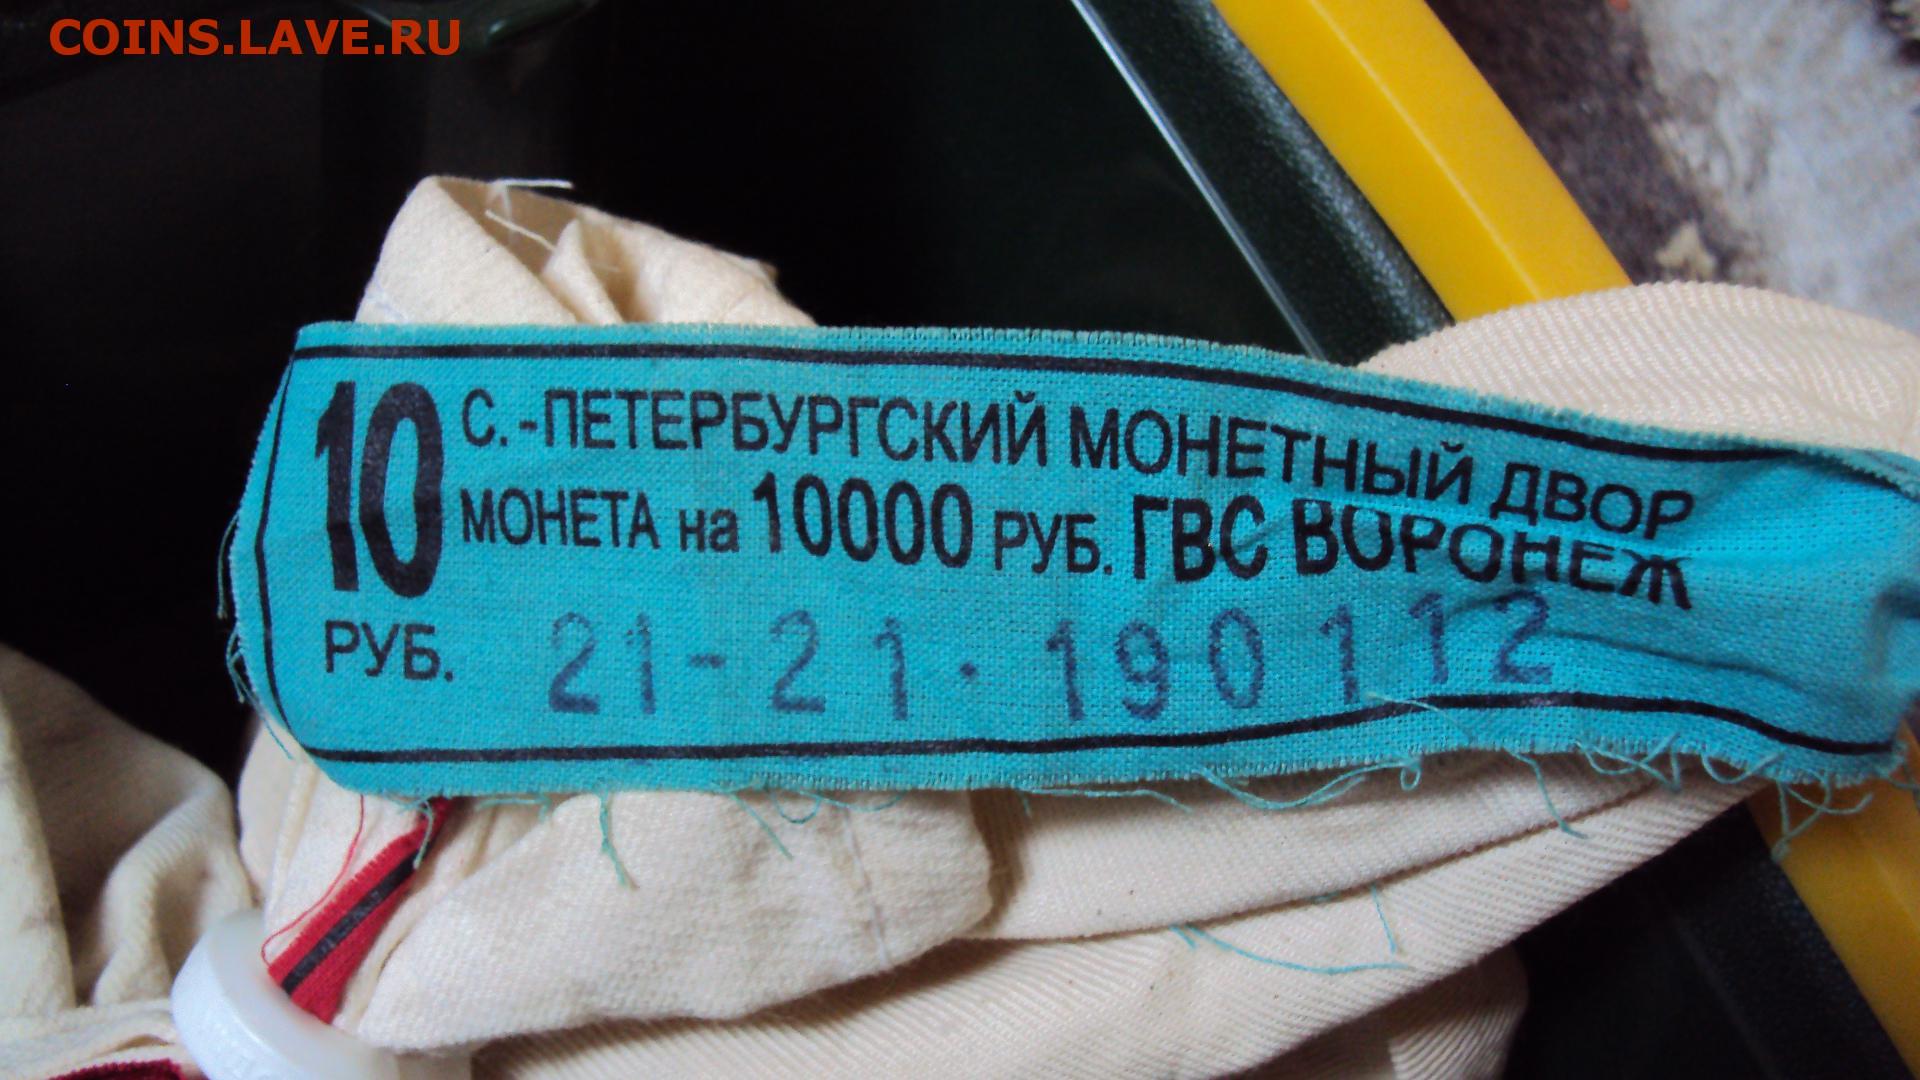 COINS.LAVE.RU
10 С.-ПЕТЕРБУРГСКИЙ МОНЕТНЫЙ ДВОР
МОНЕТА на 10000 РУБ. ГВС ВОРОНЕЖ
РУБ. 21-21·190112